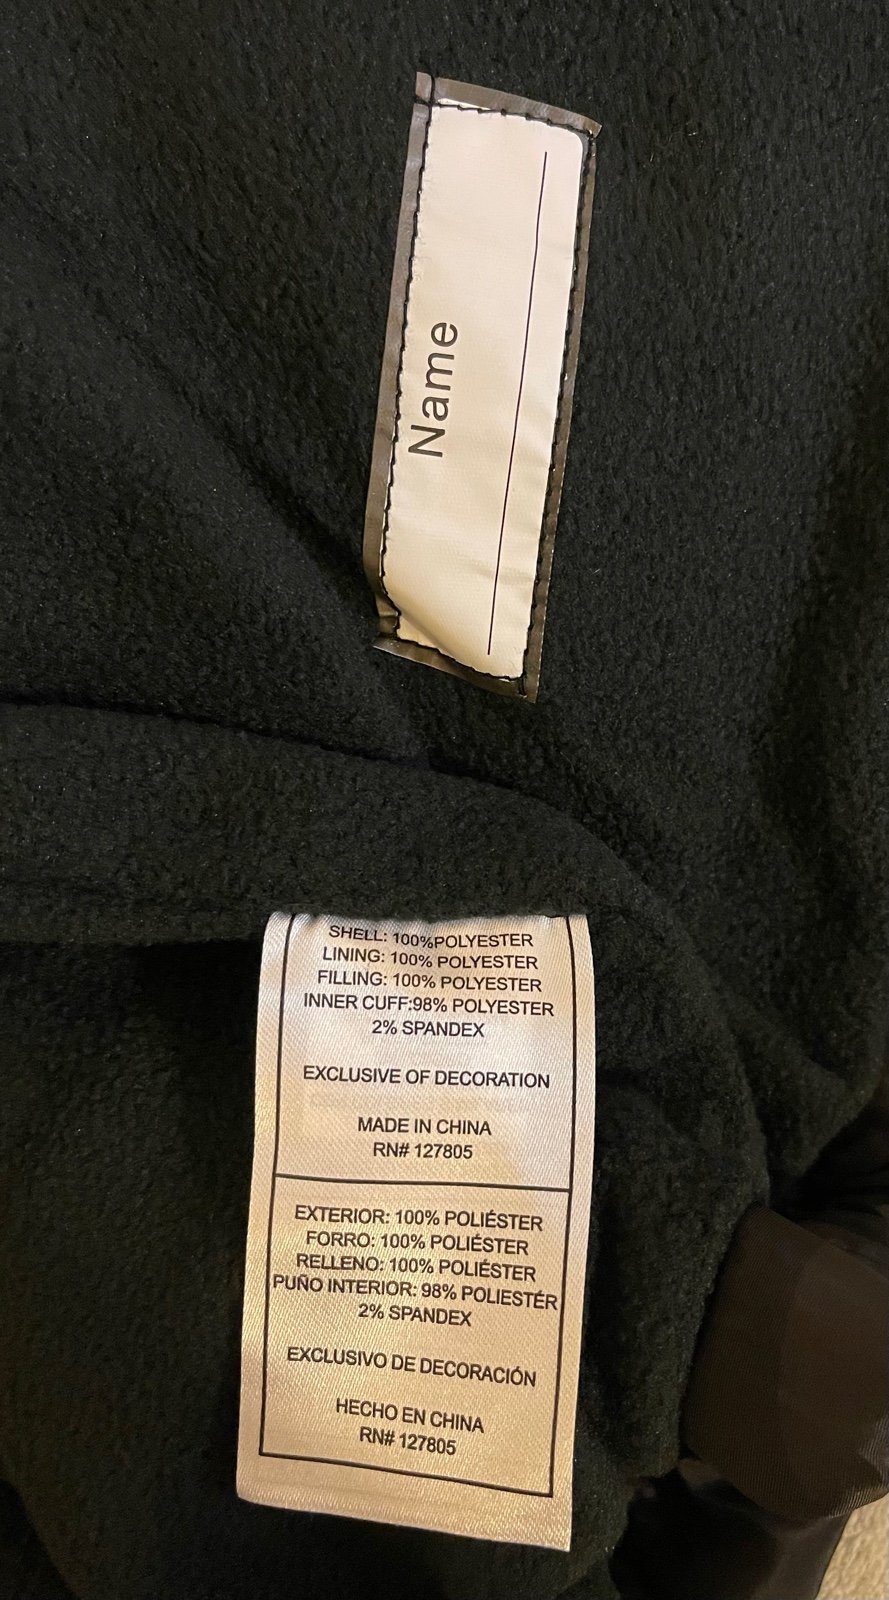 Name
SHELL: 100%POLYESTER
LINING: 100% POLYESTER
FILLING: 100% POLYESTER
INNER CUFF:98% POLYESTER
2% SPANDEX
EXCLUSIVE OF DECORATION
MADE IN CHINA
RN# 127805
EXTERIOR: 100% POLIÉSTER
FORRO: 100% POLIÉSTER
RELLENO: 100% POLIÉSTER
PUÑO INTERIOR: 98% POLIESTÉR
2% SPANDEX
EXCLUSIVO DE DECORACIÓN
HECHO EN CHINA
RN# 127805